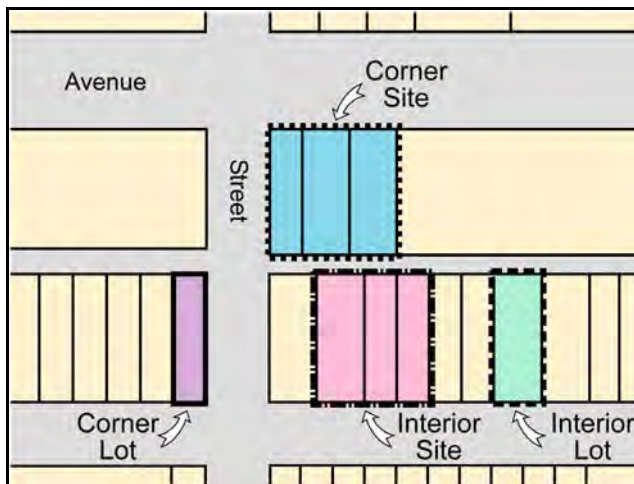 Avenue
Corner
Site
Street
Corner
Lot
Interior
Site
Interior
Lot